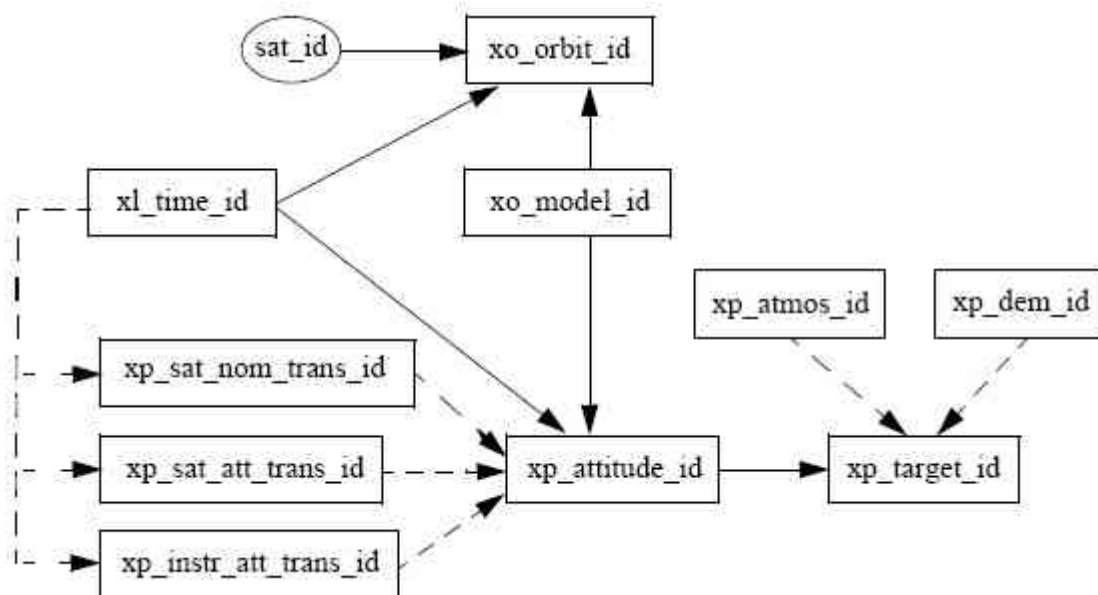 sat_id
xo_orbit_id
xl_time_id
xo_model_id
xp_atmos_id
xp_dem_id
xp_sat_nom_trans_id
xp_sat_att_trans_id
xp_attitude_id
xp_target_id
xp_instr_att_trans_id